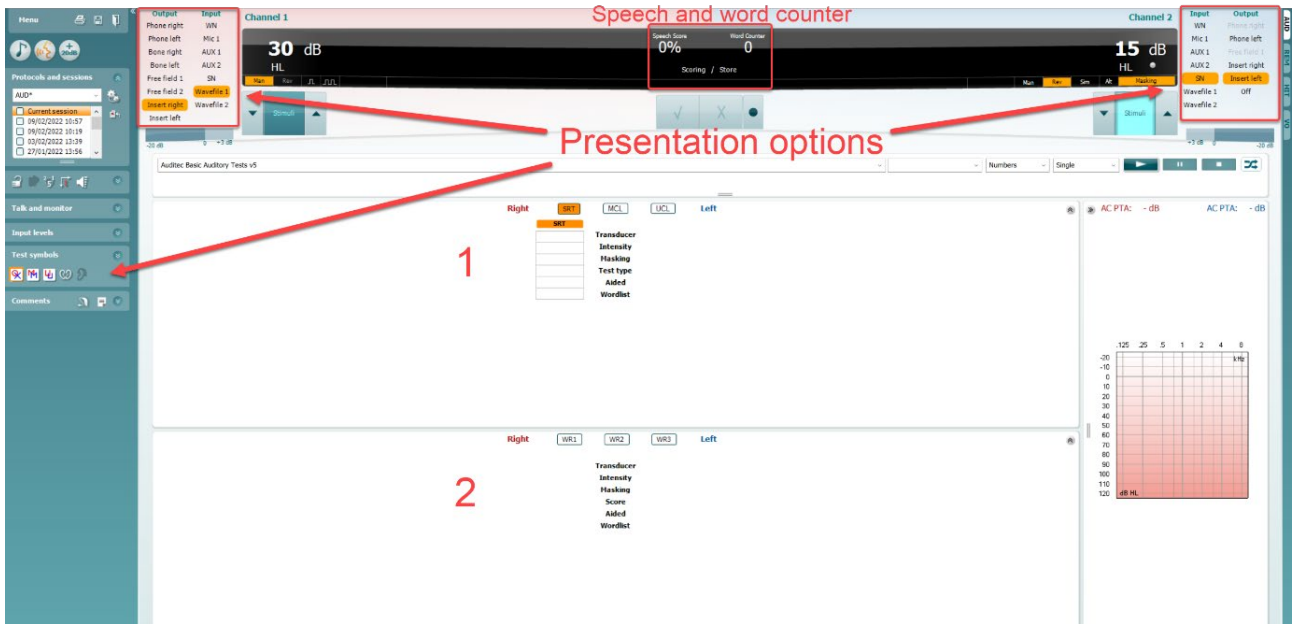 Speech and word counter
Menu
Output Input
Phone right WN
Phone left Mic 1
Bone right AUX 1
Bone left AUX 2
Free field 1 SN
Free field 2 Wavefile 1
Insert right Wavefile 2
Insert left
Channel 1
30 dB
HL
Man Rev
Speech Score Word Counter
0% 0
Scoring / Store
Channel 2
15 dB
HL
Man Rev Sim Alt Masking
Input Output
WN Phone right
Mic 1 Phone left
AUX 1 Free field 1
AUX 2 Insert right
SN Insert left
Wavefile 1 Off
Wavefile 2
AUD
REM
HIT
VO
20dB
Protocols and sessions
AUD*
Current session
09/02/2022 10:57
09/02/2022 10:19
03/02/2022 13:39
27/01/2022 13:56
Stimuli
Stimuli
-20 dB 0 +3 dB
+3 dB 0 -20 dB
Presentation options
Auditec Basic Auditory Tests v5 Numbers Single
Talk and monitor
Input levels
Test symbols
Comments
Right SRT MCL UCL Left
SRT
Transducer
Intensity
Masking
Test type
Aided
Wordlist
1
AC PTA: - dB AC PTA: - dB
.125 .25 .5 1 2 4 8
kHz
-20
-10
0
10
20
30
40
50
60
70
80
90
100
110
120
dB HL
Right WR1 WR2 WR3 Left
Transducer
Intensity
Masking
Score
Aided
Wordlist
2